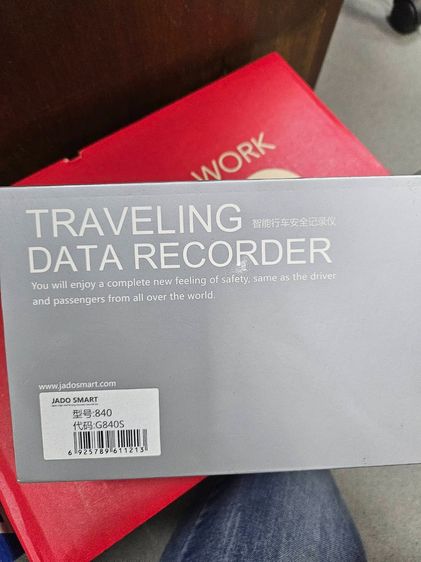 WORK
TRAVELING 智能行车安全记录仪
DATA RECORDER
You will enjoy a complete new feeling of safety, same as the driver
and passengers from all over the world.
www.jadosmart.com
JADO SMART
型号:840
代码:G840S
6 925789 611213